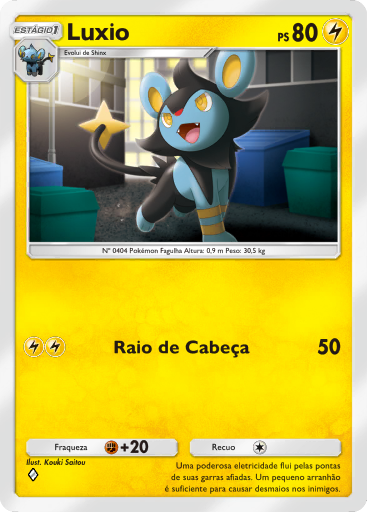 ESTÁGIO 1
Luxio
PS 80
Evolui de Shinx
Nº 0404 Pokémon Fagulha Altura: 0,9 m Peso: 30,5 kg
Raio de Cabeça 50
Fraqueza +20 Recuo
Ilust. Kouki Saitou
Uma poderosa eletricidade flui pelas pontas
de suas garras afiadas. Um pequeno arranhão
é suficiente para causar desmaios nos inimigos.